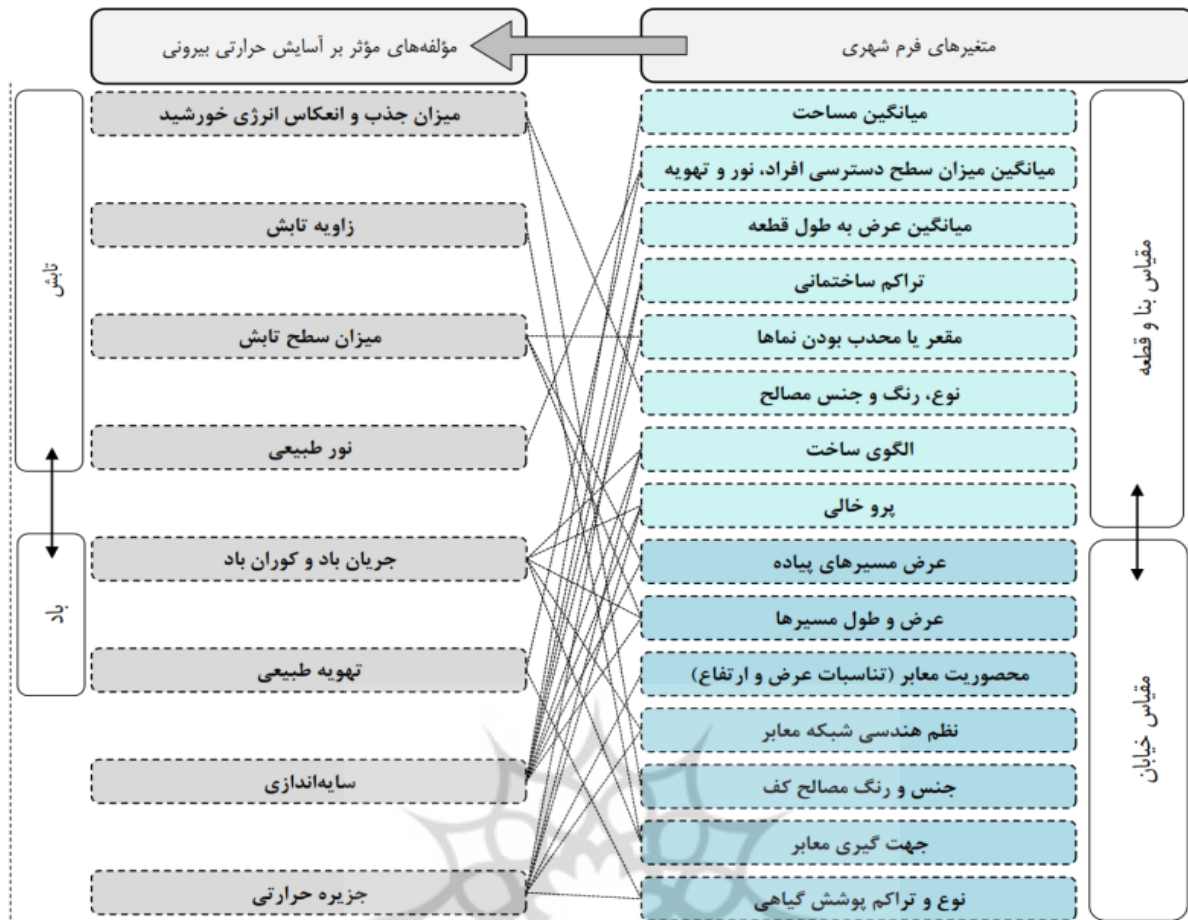 متغیرهای فرم شهری
مؤلفه‌های مؤثر بر آسایش حرارتی بیرونی
مقیاس بنا و قطعه
میانگین مساحت
میانگین میزان سطح دسترسی افراد، نور و تهویه
میانگین عرض به طول قطعه
تراکم ساختمانی
مقعر یا محدب بودن نماها
نوع، رنگ و جنس مصالح
الگوی ساخت
پرو خالی
مقیاس خیابان
عرض مسیرهای پیاده
عرض و طول مسیرها
محصوریت معابر (تناسبات عرض و ارتفاع)
نظم هندسی شبکه معابر
جنس و رنگ مصالح کف
جهت گیری معابر
نوع و تراکم پوشش گیاهی
میزان جذب و انعکاس انرژی خورشید
زاویه تابش
میزان سطح تابش
نور طبیعی
جریان باد و کوران باد
تهویه طبیعی
سایه‌اندازی
جزیره حرارتی
تابش
باد